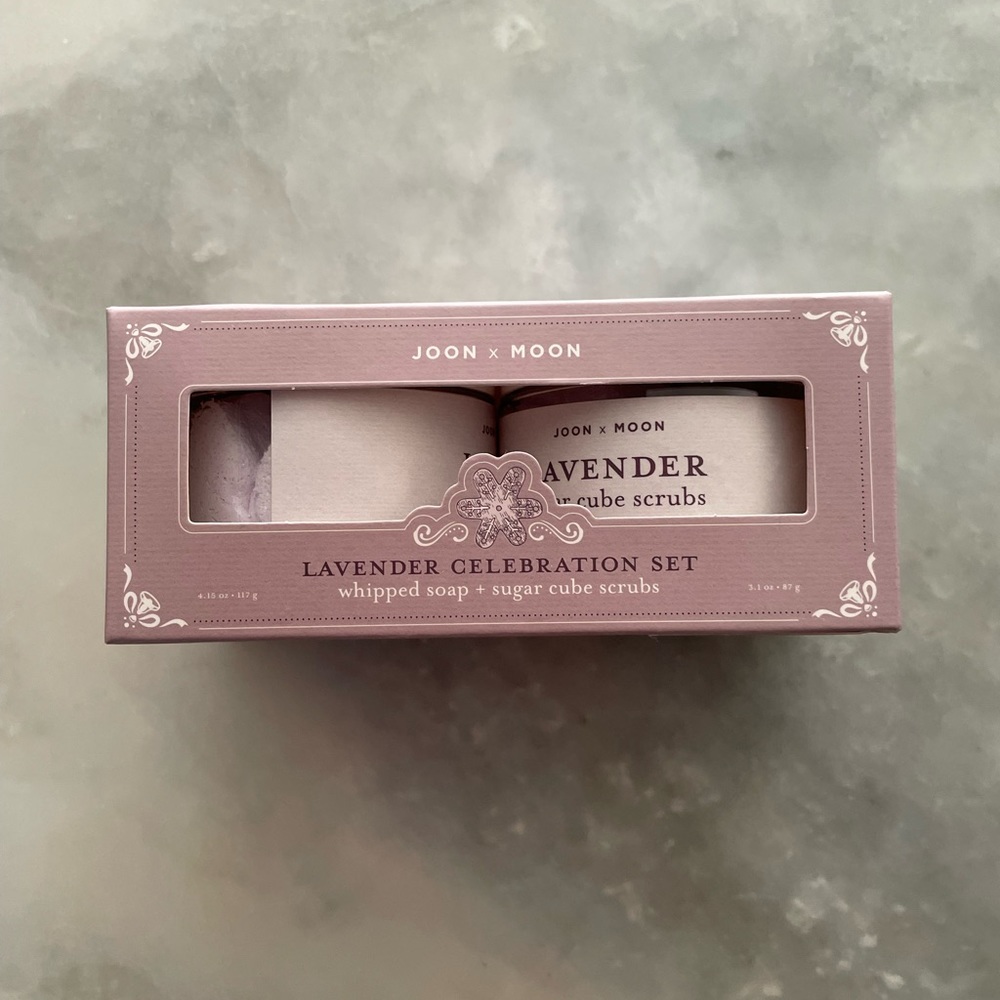 JOON x MOON
JOON x MOON
AVENDER
cube scrubs
LAVENDER CELEBRATION SET
whipped soap + sugar cube scrubs
4.15 oz • 117 g
3.1 oz • 87 g